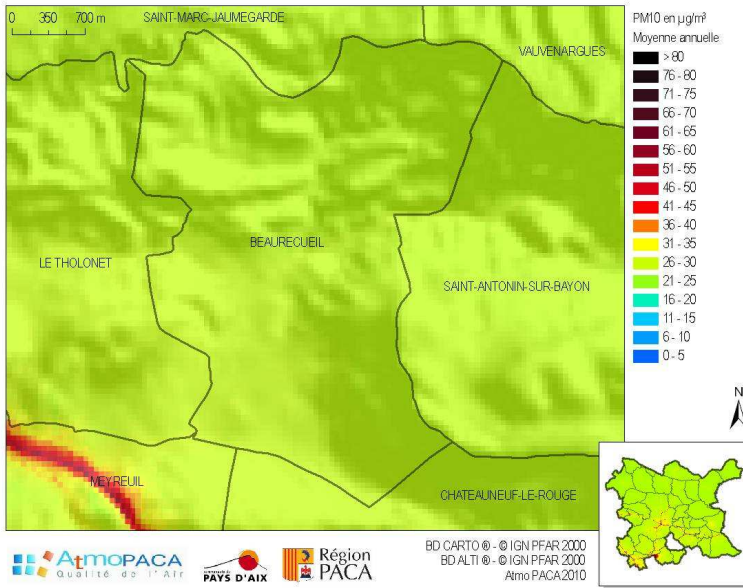 0 350 700 m
SAINT-MARC-JAUMEGARDE
VAUVENARGUES
BEAURECUEIL
LE THOLONET
SAINT-ANTONIN-SUR-BAYON
MEYREUIL
CHATEAUNEUF-LE-ROUGE
PM10 en µg/m³
Moyenne annuelle
> 80
76 - 80
71 - 75
66 - 70
61 - 65
56 - 60
51 - 55
46 - 50
41 - 45
36 - 40
31 - 35
26 - 30
21 - 25
16 - 20
11 - 15
6 - 10
0 - 5
N
AtmoPACA
Qualité de l'Air
PAYS D'AIX
Région
PACA
BD CARTO ® - © IGN PFAR 2000
BD ALTI ® - © IGN PFAR 2000
Atmo PACA 2010